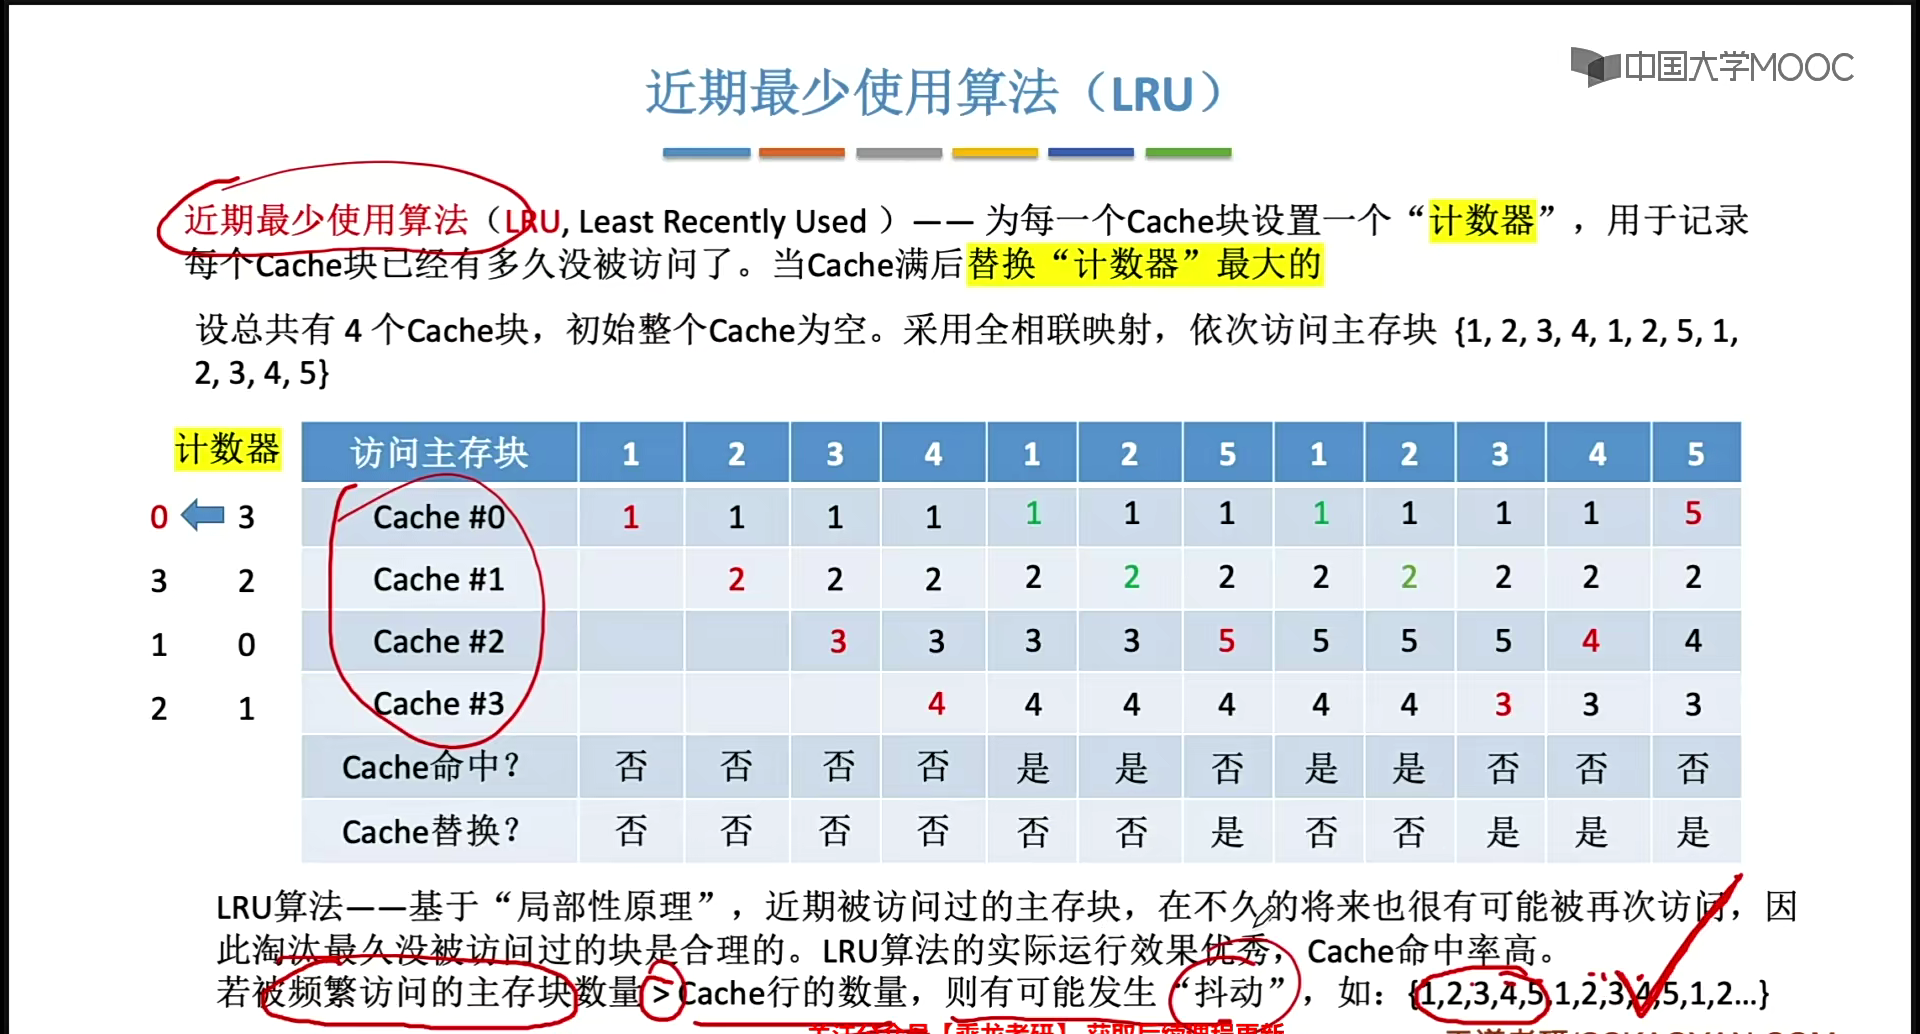 中国大学MOOC
近期最少使用算法（LRU）
近期最少使用算法（LRU, Least Recently Used ）—— 为每一个Cache块设置一个“计数器”，用于记录
每个Cache块已经有多久没被访问了。当Cache满后替换“计数器”最大的
设总共有 4 个Cache块，初始整个Cache为空。采用全相联映射，依次访问主存块 {1, 2, 3, 4, 1, 2, 5, 1,
2, 3, 4, 5}
计数器 访问主存块 1 2 3 4 1 2 5 1 2 3 4 5
0 3 Cache #0 1 1 1 1 1 1 1 1 1 1 1 5
3 2 Cache #1 2 2 2 2 2 2 2 2 2 2 2
1 0 Cache #2 3 3 3 3 5 5 5 5 4 4
2 1 Cache #3 4 4 4 4 4 4 3 3 3
Cache命中? 否 否 否 否 是 是 否 是 是 否 否 否
Cache替换? 否 否 否 否 否 否 是 否 否 是 是 是
LRU算法——基于“局部性原理”，近期被访问过的主存块，在不久的将来也很有可能被再次访问，因
此淘汰最久没被访问过的块是合理的。LRU算法的实际运行效果优秀，Cache命中率高。
若被频繁访问的主存块数量 > Cache行的数量，则有可能发生“抖动”，如：{1,2,3,4,5,1,2,3,4,5,1,2...}